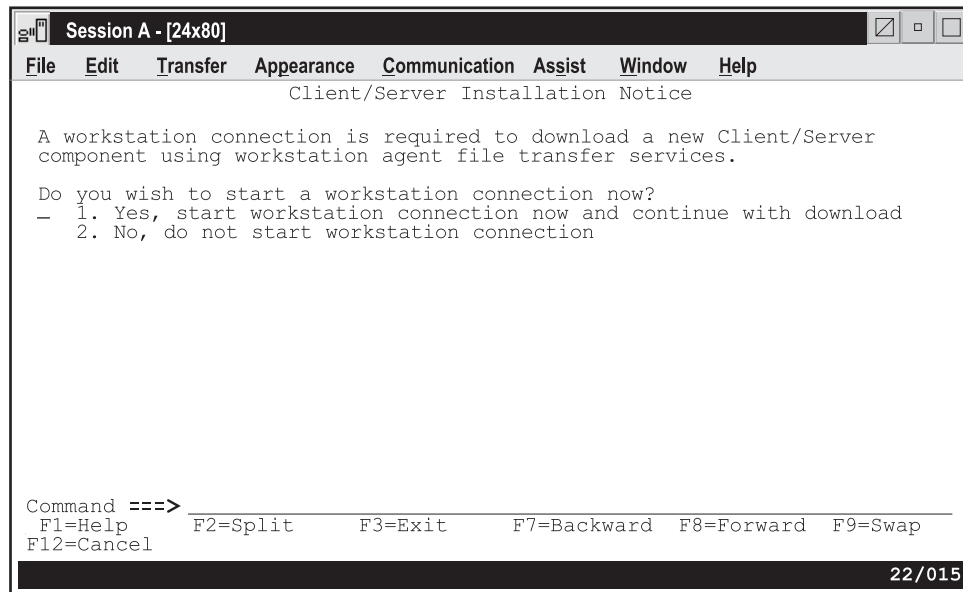 Session A - [24x80]
File Edit Transfer Appearance Communication Assist Window Help
Client/Server Installation Notice
A workstation connection is required to download a new Client/Server
component using workstation agent file transfer services.
Do you wish to start a workstation connection now?
_ 1. Yes, start workstation connection now and continue with download
2. No, do not start workstation connection
Command ===>
F1=Help F2=Split F3=Exit F7=Backward F8=Forward F9=Swap
F12=Cancel
22/015